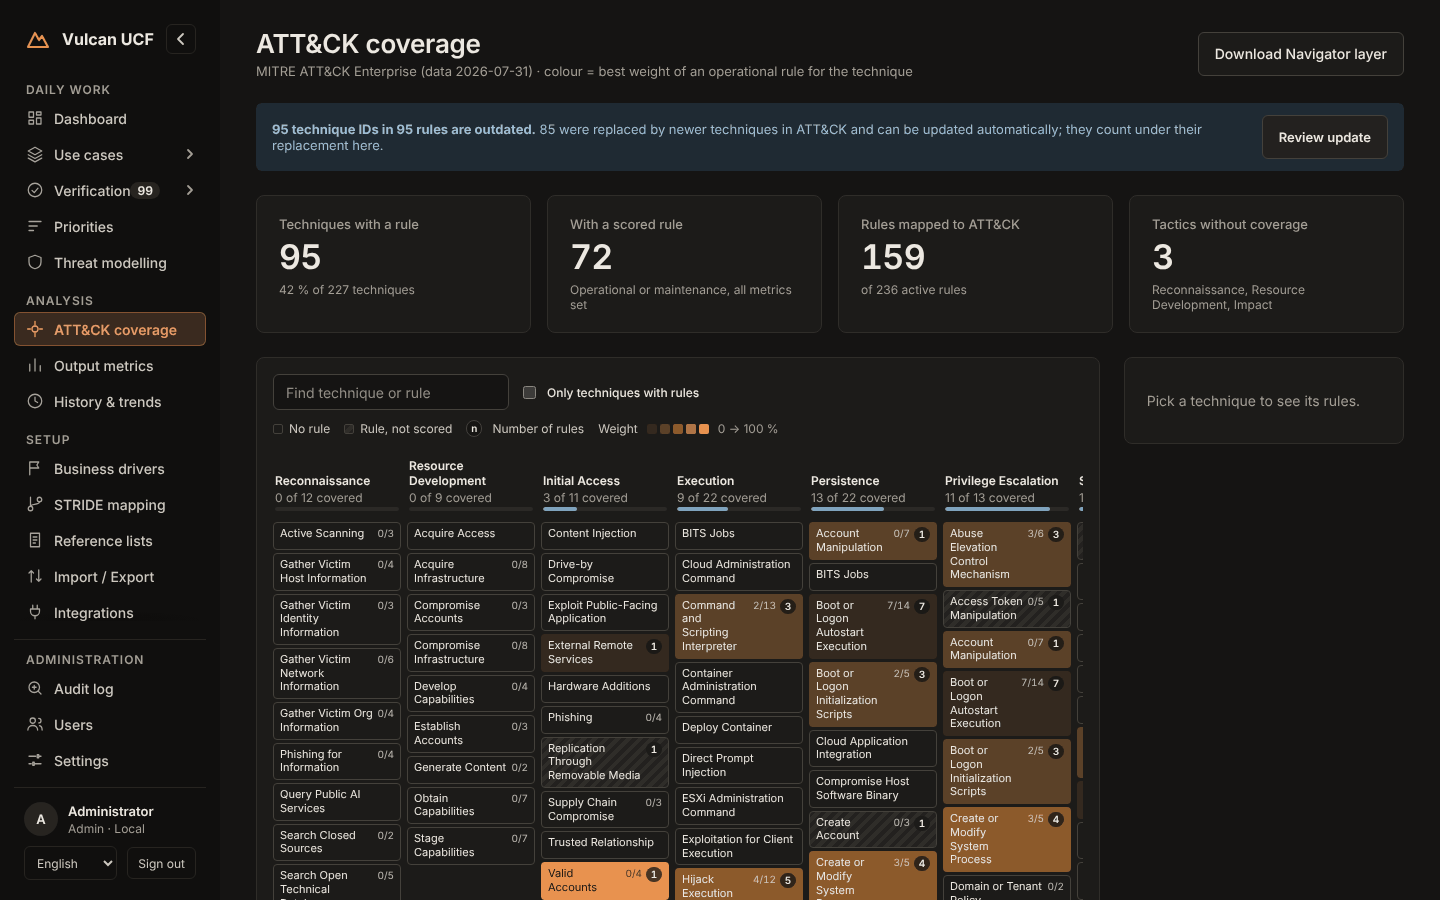 Vulcan UCF
DAILY WORK
Dashboard
Use cases
Verification 99
Priorities
Threat modelling
ANALYSIS
ATT&CK coverage
Output metrics
History & trends
SETUP
Business drivers
STRIDE mapping
Reference lists
Import / Export
Integrations
ADMINISTRATION
Audit log
Users
Settings
A
Administrator
Admin · Local
English
Sign out
ATT&CK coverage
MITRE ATT&CK Enterprise (data 2026-07-31) · colour = best weight of an operational rule for the technique
Download Navigator layer
95 technique IDs in 95 rules are outdated. 85 were replaced by newer techniques in ATT&CK and can be updated automatically; they count under their
replacement here.
Review update
Techniques with a rule
95
42 % of 227 techniques
With a scored rule
72
Operational or maintenance, all metrics
set
Rules mapped to ATT&CK
159
of 236 active rules
Tactics without coverage
3
Reconnaissance, Resource
Development, Impact
Find technique or rule
Only techniques with rules
No rule
Rule, not scored
n Number of rules
Weight 0 → 100 %
Pick a technique to see its rules.
Reconnaissance
0 of 12 covered
Active Scanning 0/3
Gather Victim 0/4
Host Information
Gather Victim 0/3
Identity
Information
Gather Victim 0/6
Network
Information
Gather Victim Org 0/4
Information
Phishing for 0/4
Information
Query Public AI
Services
Search Closed 0/2
Sources
Search Open 0/5
Technical
Resource
Development
0 of 9 covered
Acquire Access
Acquire 0/8
Infrastructure
Compromise 0/3
Accounts
Compromise 0/8
Infrastructure
Develop 0/4
Capabilities
Establish 0/3
Accounts
Generate Content 0/2
Obtain 0/7
Capabilities
Stage 0/7
Capabilities
Initial Access
3 of 11 covered
Content Injection
Drive-by
Compromise
Exploit Public-Facing
Application
External Remote 1
Services
Hardware Additions
Phishing 0/4
Replication 1
Through
Removable Media
Supply Chain 0/3
Compromise
Trusted Relationship
Valid 0/4 1
Accounts
Execution
9 of 22 covered
BITS Jobs
Cloud Administration
Command
Command 2/13 3
and
Scripting
Interpreter
Container
Administration
Command
Deploy Container
Direct Prompt
Injection
ESXi Administration
Command
Exploitation for Client
Execution
Hijack 4/12 5
Execution
Persistence
13 of 22 covered
Account 0/7 1
Manipulation
BITS Jobs
Boot or 7/14 7
Logon
Autostart
Execution
Boot or 2/5 3
Logon
Initialization
Scripts
Cloud Application
Integration
Compromise Host
Software Binary
Create 0/3 1
Account
Create or 3/5 4
Modify
System
Privilege Escalation
11 of 13 covered
Abuse 3/6 3
Elevation
Control
Mechanism
Access Token 0/5 1
Manipulation
Account 0/7 1
Manipulation
Boot or 7/14 7
Logon
Autostart
Execution
Boot or 2/5 3
Logon
Initialization
Scripts
Create or 3/5 4
Modify
System
Process
Domain or Tenant 0/2